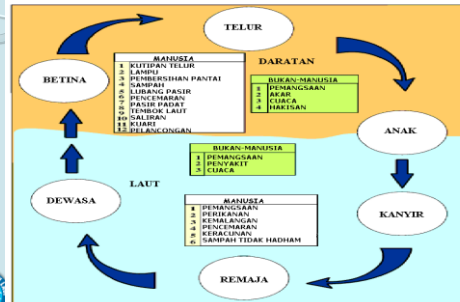 TELUR
DARATAN
MANUSIA
1 KUTIPAN TELUR
2 LAMPU
3 PEMBERSIHAN PANTAI
4 SAMPAH
5 LUBANG PASIR
6 PENCEMARAN
7 PASIR PADAT
8 TEMBOK LAUT
9 SALIRAN
10 KUARI
11
12 PELANCONGAN
BETINA
BUKAN-MANUSIA
1 PEMANGSAAN
2 AKAR
3 CUACA
4 HAKISAN
ANAK
BUKAN-MANUSIA
1 PEMANGSAAN
2 PENYAKIT
3 CUACA
LAUT
DEWASA
MANUSIA
1 PEMANGSAAN
2 PERIKANAN
3 KEMALANGAN
4 PENCEMARAN
5 KERACUNAN
6 SAMPAH TIDAK HADHAM
KANYIR
REMAJA